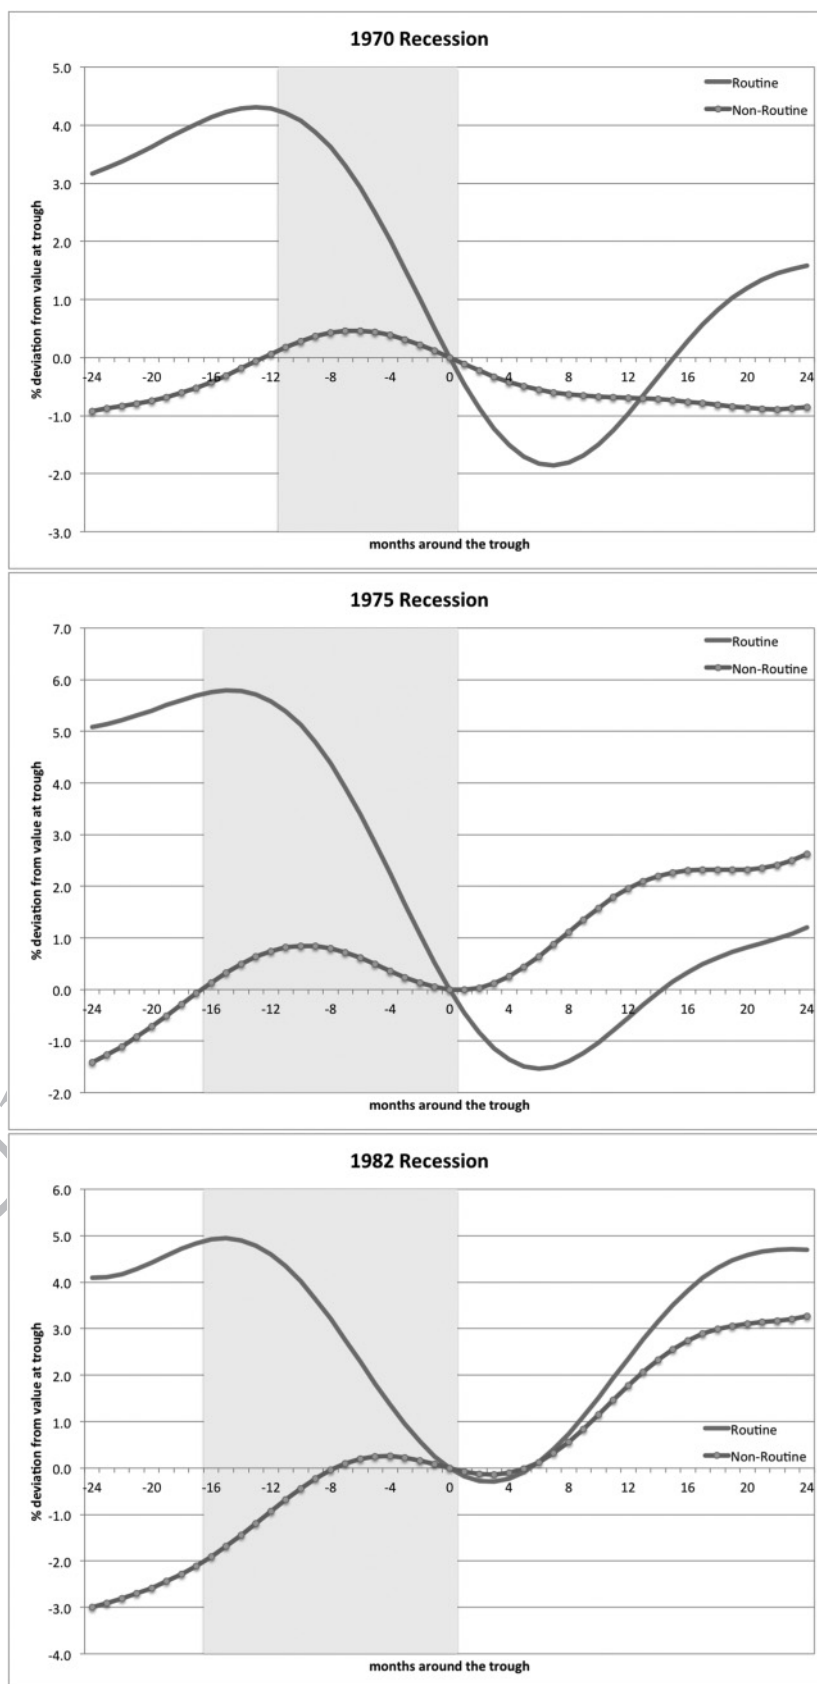 1970 Recession
5.0
4.0
3.0
2.0
1.0
0.0
-1.0
-2.0
-3.0
% deviation from value at trough
Routine
Non-Routine
-24 -20 -16 -12 -8 -4 0 4 8 12 16 20 24
months around the trough
1975 Recession
7.0
6.0
5.0
4.0
3.0
2.0
1.0
0.0
-1.0
-2.0
% deviation from value at trough
Routine
Non-Routine
-24 -20 -16 -12 -8 -4 0 4 8 12 16 20 24
months around the trough
1982 Recession
6.0
5.0
4.0
3.0
2.0
1.0
0.0
-1.0
-2.0
-3.0
-4.0
% deviation from value at trough
Routine
Non-Routine
-24 -20 -16 -12 -8 -4 0 4 8 12 16 20 24
months around the trough